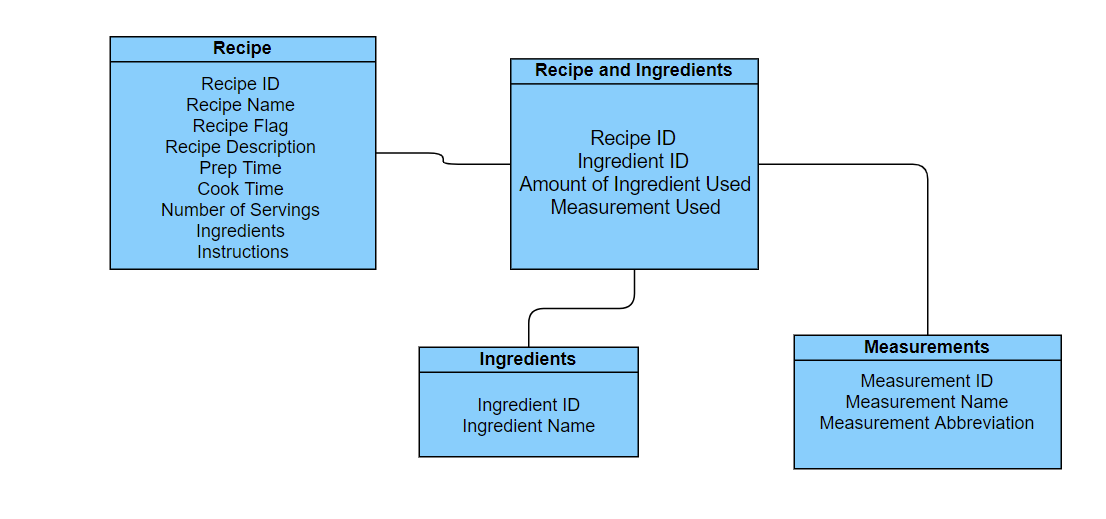 Recipe
Recipe ID
Recipe Name
Recipe Flag
Recipe Description
Prep Time
Cook Time
Number of Servings
Ingredients
Instructions
Recipe and Ingredients
Recipe ID
Ingredient ID
Amount of Ingredient Used
Measurement Used
Ingredients
Ingredient ID
Ingredient Name
Measurements
Measurement ID
Measurement Name
Measurement Abbreviation